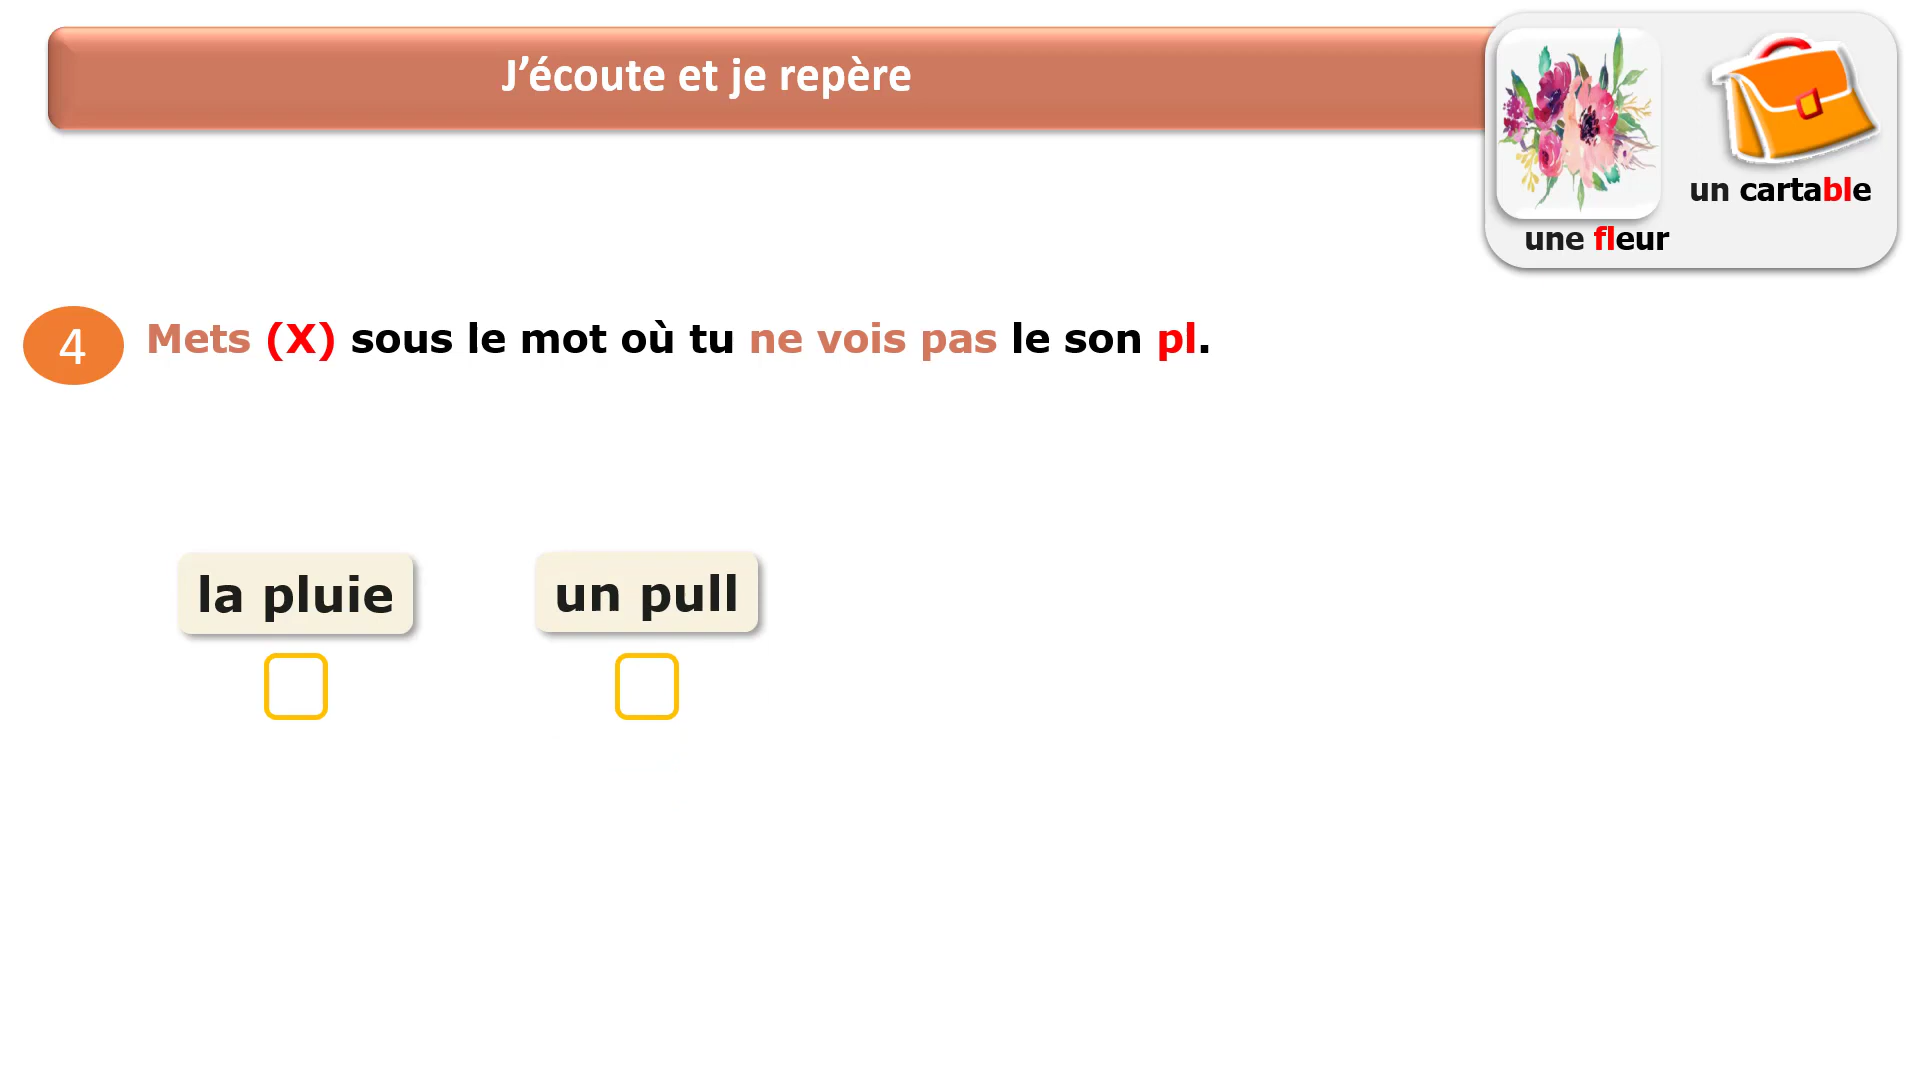 J’écoute et je repère
un cartable
une fleur
4 Mets (X) sous le mot où tu ne vois pas le son pl.
la pluie un pull